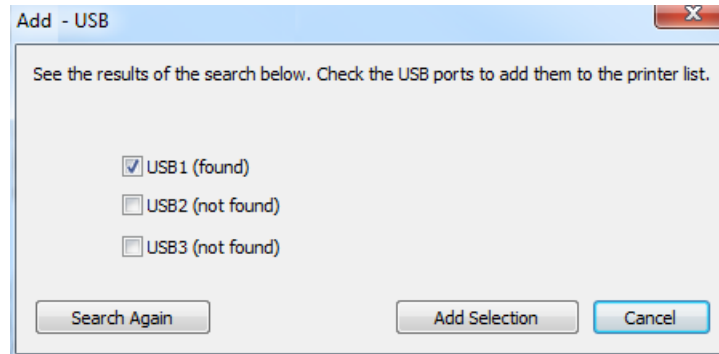 Add - USB
See the results of the search below. Check the USB ports to add them to the printer list.
USB1 (found)
USB2 (not found)
USB3 (not found)
Search Again
Add Selection
Cancel